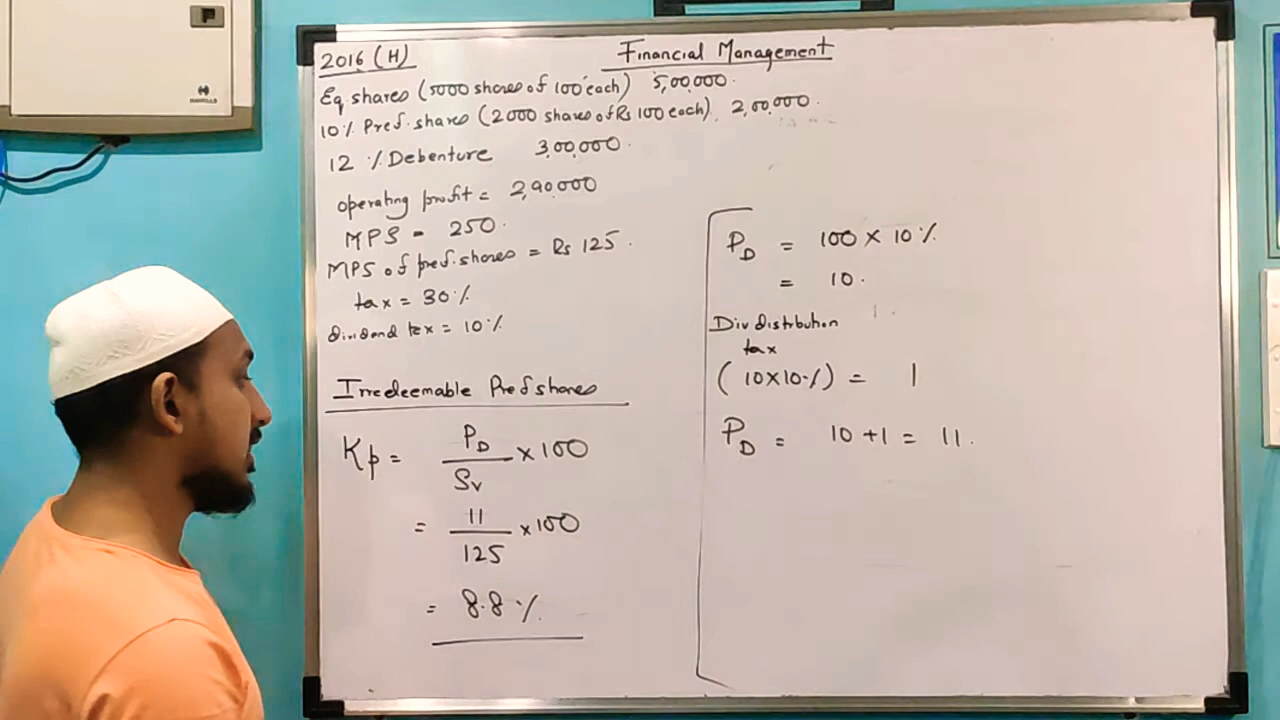 2016 (H)
Financial Management
Eq shares (5000 shares of 100 each) 5,00,000.
10% Pref. shares (2000 shares of Rs 100 each). 2,00,000.
12 % Debenture 3,00,000.
operating profit = 2,90,000
MPS = 250.
MPS of pref. shares = Rs 125.
tax = 30%
dividend tax = 10%
Irredeemable Pref shares
Kp = PD / Sv × 100
= 11 / 125 × 100
= 8.8 %
PD = 100 × 10%
= 10.
Div distribution
tax
(10×10%) = 1
PD = 10 + 1 = 11.
HAVELLS